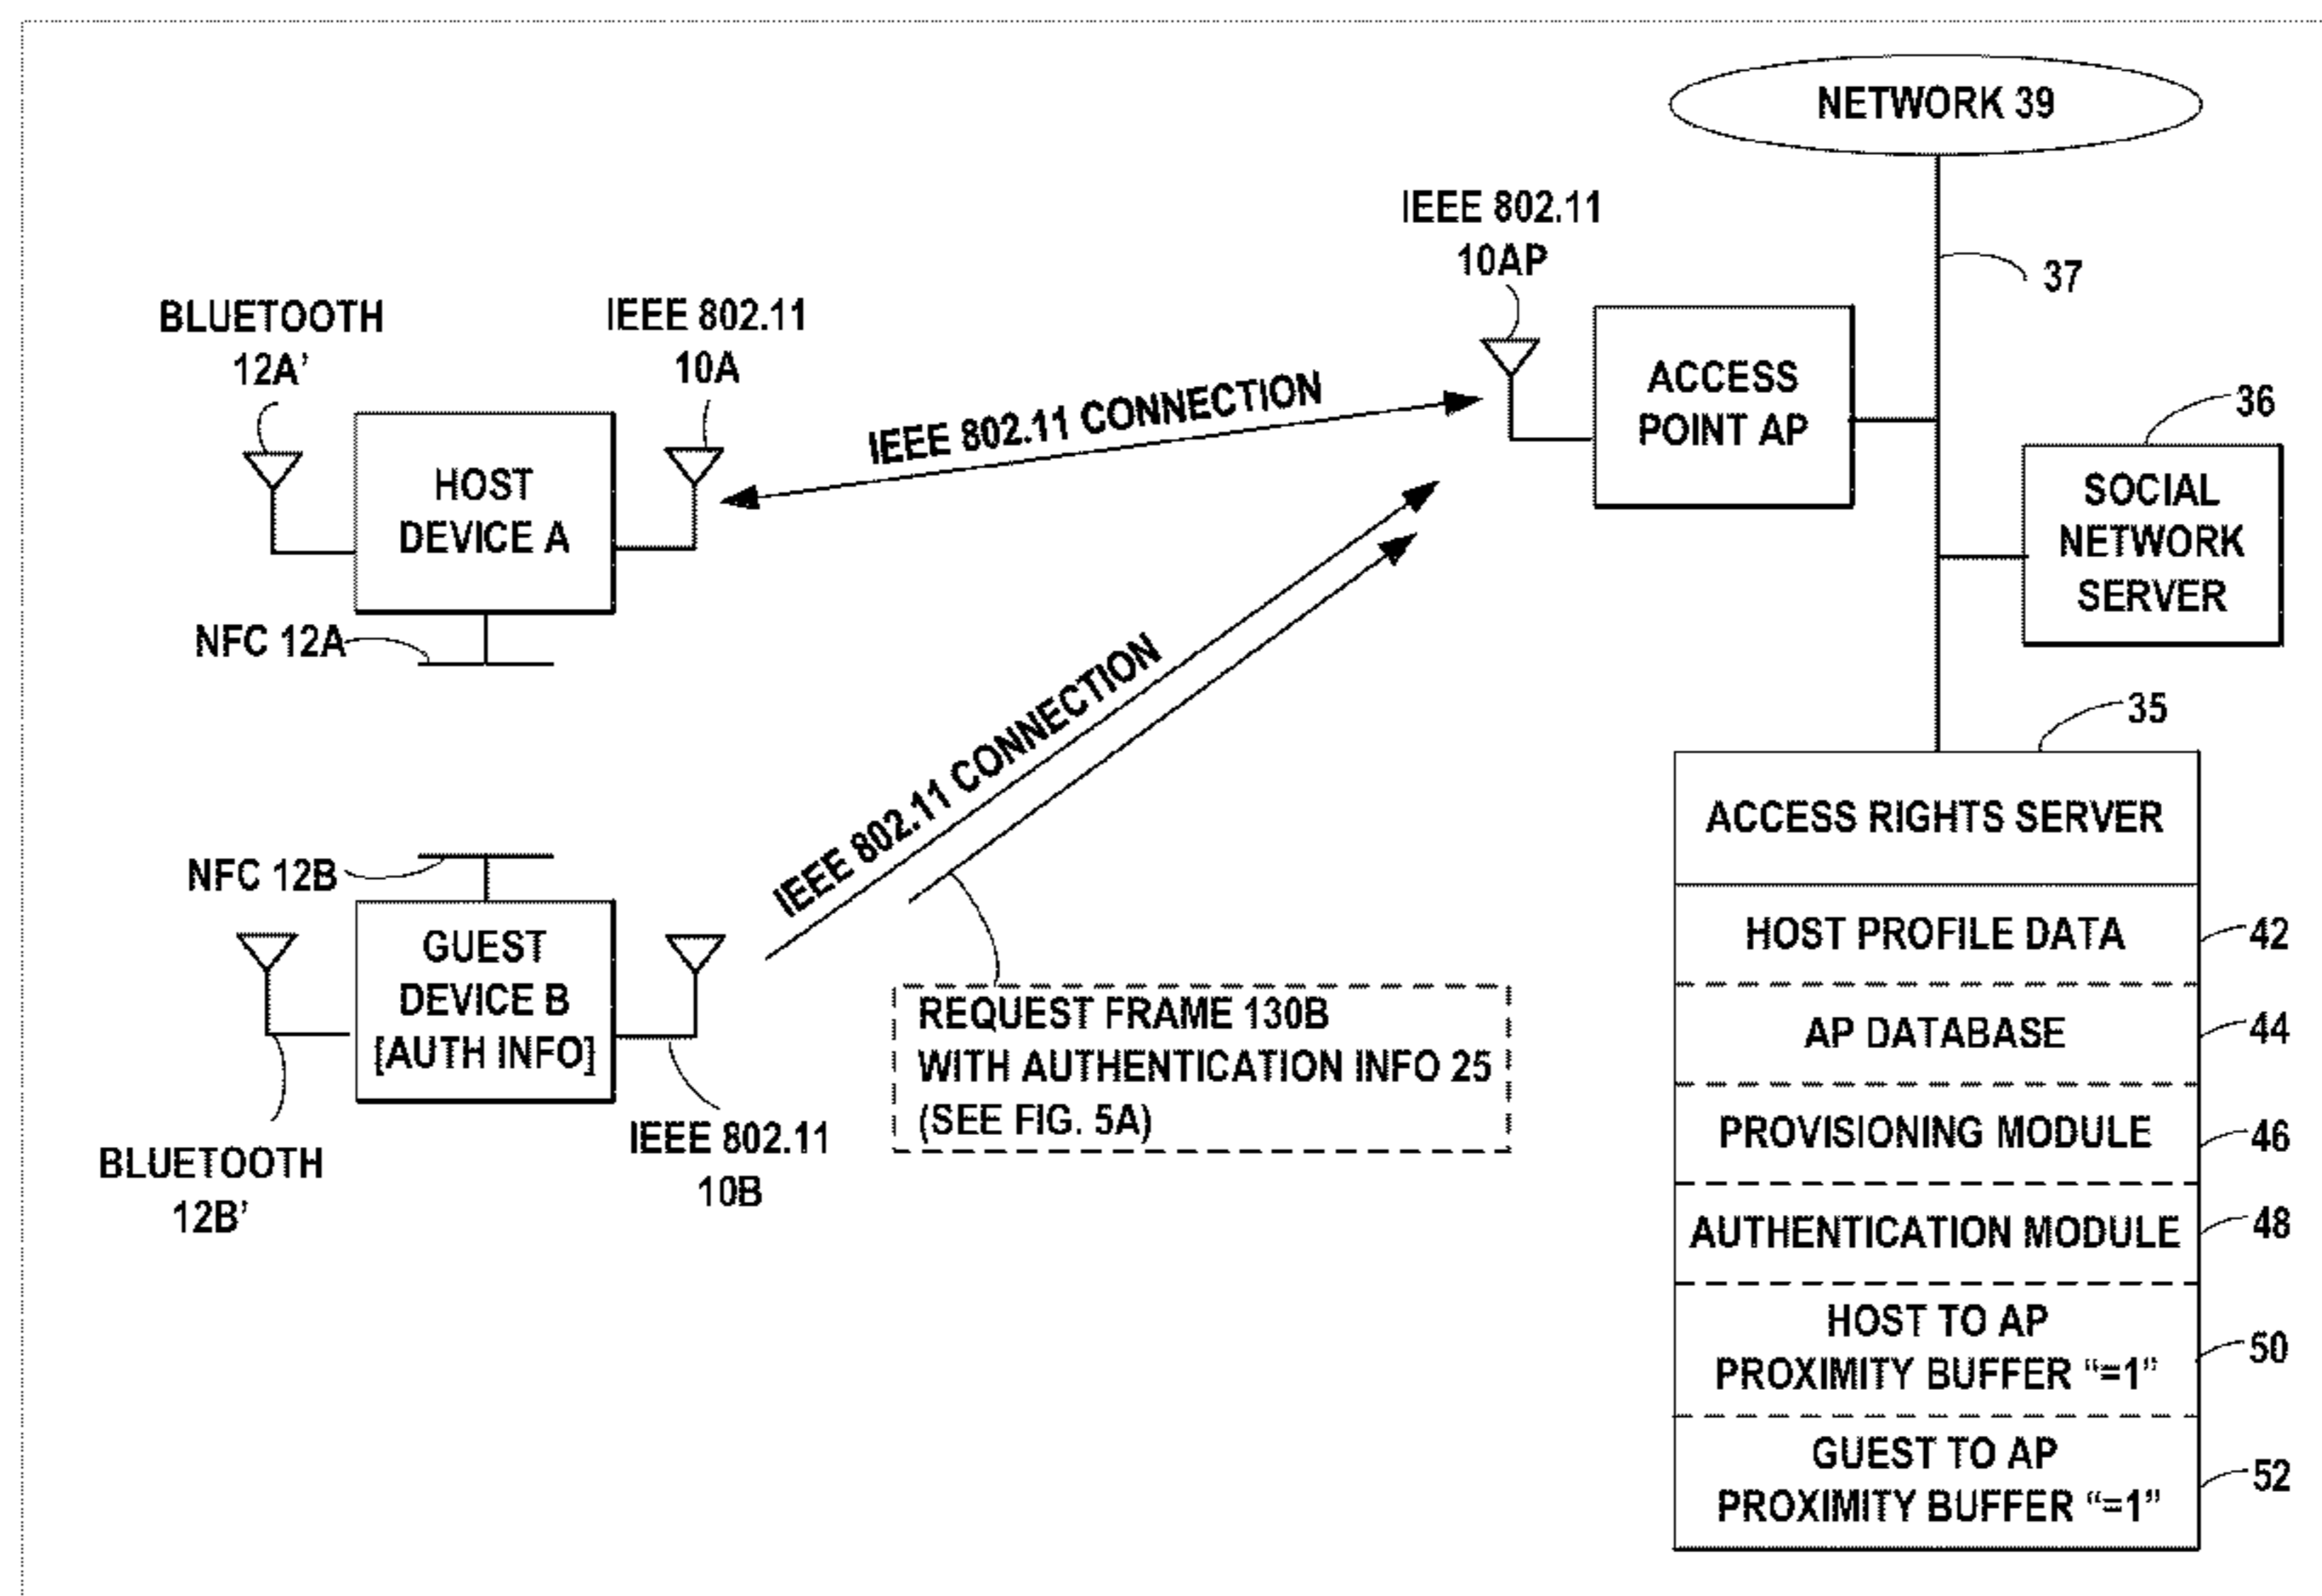 NETWORK 39
IEEE 802.11
10AP
37
BLUETOOTH
12A'
IEEE 802.11
10A
ACCESS
POINT AP
IEEE 802.11 CONNECTION
36
HOST
DEVICE A
SOCIAL
NETWORK
SERVER
NFC 12A
IEEE 802.11 CONNECTION
35
ACCESS RIGHTS SERVER
NFC 12B
GUEST
DEVICE B
[AUTH INFO]
HOST PROFILE DATA
42
REQUEST FRAME 130B
WITH AUTHENTICATION INFO 25
(SEE FIG. 5A)
AP DATABASE
44
BLUETOOTH
12B'
IEEE 802.11
10B
PROVISIONING MODULE
46
AUTHENTICATION MODULE
48
HOST TO AP
PROXIMITY BUFFER “=1”
50
GUEST TO AP
PROXIMITY BUFFER “=1”
52